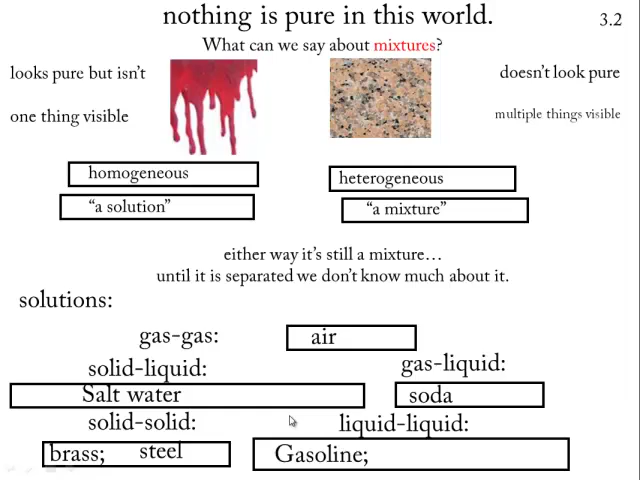 nothing is pure in this world.
3.2
What can we say about mixtures?
looks pure but isn't
doesn't look pure
one thing visible
multiple things visible
homogeneous
heterogeneous
“a solution”
“a mixture”
either way it's still a mixture…
until it is separated we don't know much about it.
solutions:
gas-gas:
air
solid-liquid:
gas-liquid:
Salt water
soda
solid-solid:
liquid-liquid:
brass; steel
Gasoline;